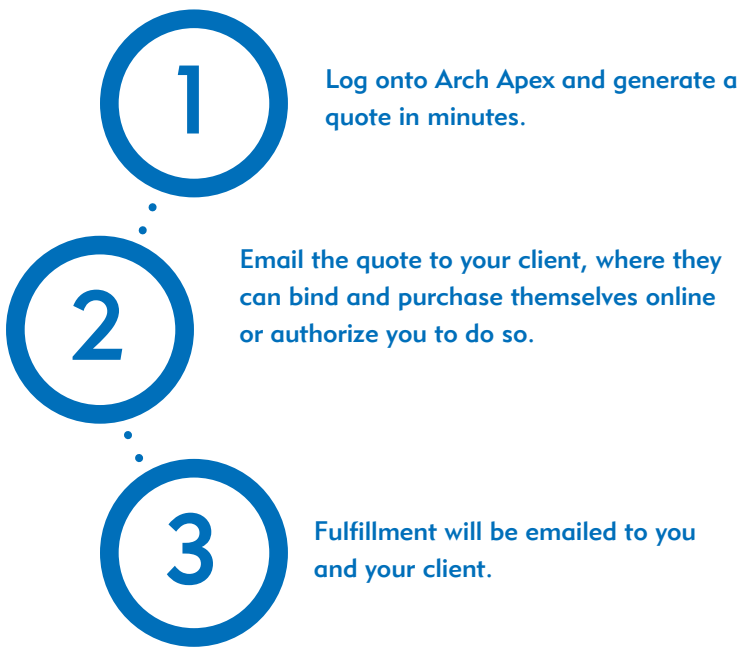 1
Log onto Arch Apex and generate a
quote in minutes.
2
Email the quote to your client, where they
can bind and purchase themselves online
or authorize you to do so.
3
Fulfillment will be emailed to you
and your client.